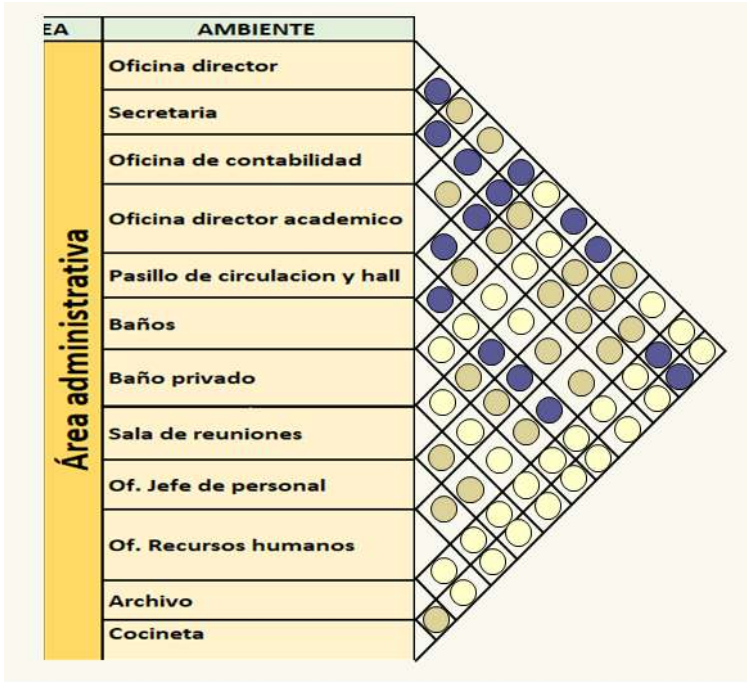 EA
AMBIENTE
Área administrativa
Oficina director
Secretaria
Oficina de contabilidad
Oficina director academico
Pasillo de circulacion y hall
Baños
Baño privado
Sala de reuniones
Of. Jefe de personal
Of. Recursos humanos
Archivo
Cocineta